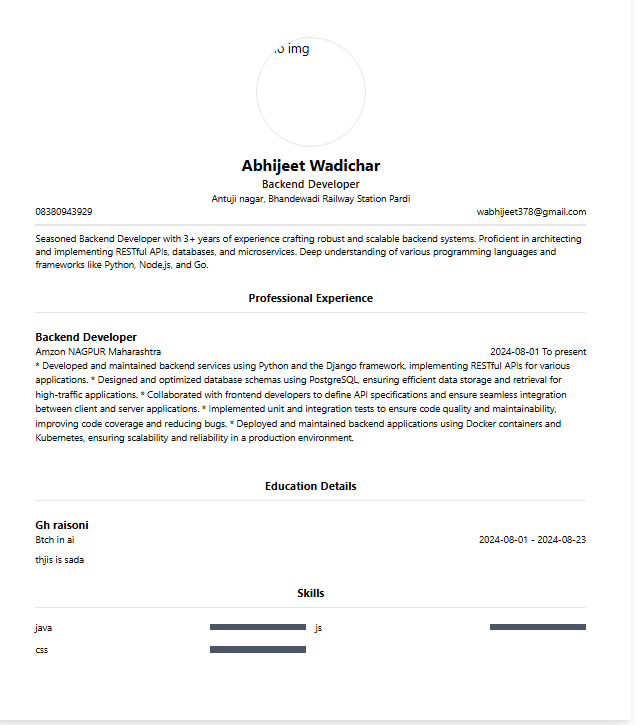 img
Abhijeet Wadichar
Backend Developer
Antuji nagar, Bhandewadi Railway Station Pardi
08380943929 wabhijeet378@gmail.com
Seasoned Backend Developer with 3+ years of experience crafting robust and scalable backend systems. Proficient in architecting
and implementing RESTful APIs, databases, and microservices. Deep understanding of various programming languages and
frameworks like Python, Node.js, and Go.
Professional Experience
Backend Developer
Amzon NAGPUR Maharashtra 2024-08-01 To present
* Developed and maintained backend services using Python and the Django framework, implementing RESTful APIs for various
applications. * Designed and optimized database schemas using PostgreSQL, ensuring efficient data storage and retrieval for
high-traffic applications. * Collaborated with frontend developers to define API specifications and ensure seamless integration
between client and server applications. * Implemented unit and integration tests to ensure code quality and maintainability,
improving code coverage and reducing bugs. * Deployed and maintained backend applications using Docker containers and
Kubernetes, ensuring scalability and reliability in a production environment.
Education Details
Gh raisoni
Btch in ai 2024-08-01 - 2024-08-23
thjis is sada
Skills
java js
css